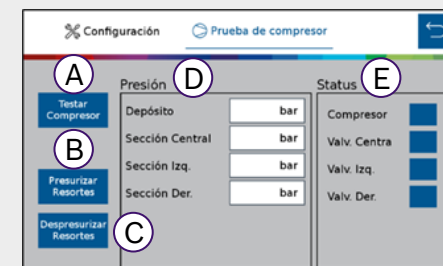 Configuración Prueba de compresor
A
Testar
Compresor
B
Presurizar
Resortes
Despresurizar
Resortes
C
Presión D
Depósito bar
Sección Central bar
Sección Izq. bar
Sección Der. bar
Status E
Compresor
Valv. Centra
Valv. Izq.
Valv. Der.